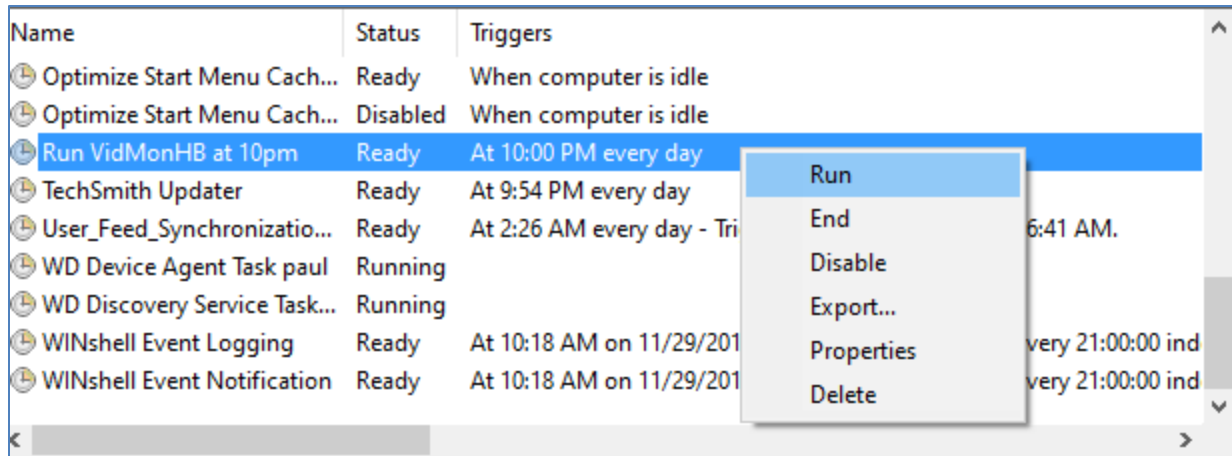 Name Status Triggers
Optimize Start Menu Cach... Ready When computer is idle
Optimize Start Menu Cach... Disabled When computer is idle
Run VidMonHB at 10pm Ready At 10:00 PM every day
TechSmith Updater Ready At 9:54 PM every day
User_Feed_Synchronizatio... Ready At 2:26 AM every day - Tri 6:41 AM.
WD Device Agent Task paul Running
WD Discovery Service Task... Running
WINshell Event Logging Ready At 10:18 AM on 11/29/201 very 21:00:00 ind
WINshell Event Notification Ready At 10:18 AM on 11/29/201 very 21:00:00 ind
Run
End
Disable
Export...
Properties
Delete